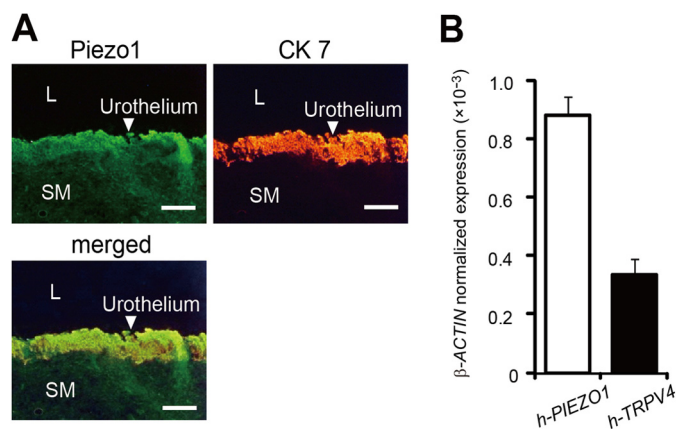 A
Piezo1
L
Urothelium
SM
CK 7
L
Urothelium
SM
merged
L
Urothelium
SM
B
β-ACTIN normalized expression (×10⁻³)
1.0
0.8
0.6
0.4
0.2
0
h-PIEZO1
h-TRPV4